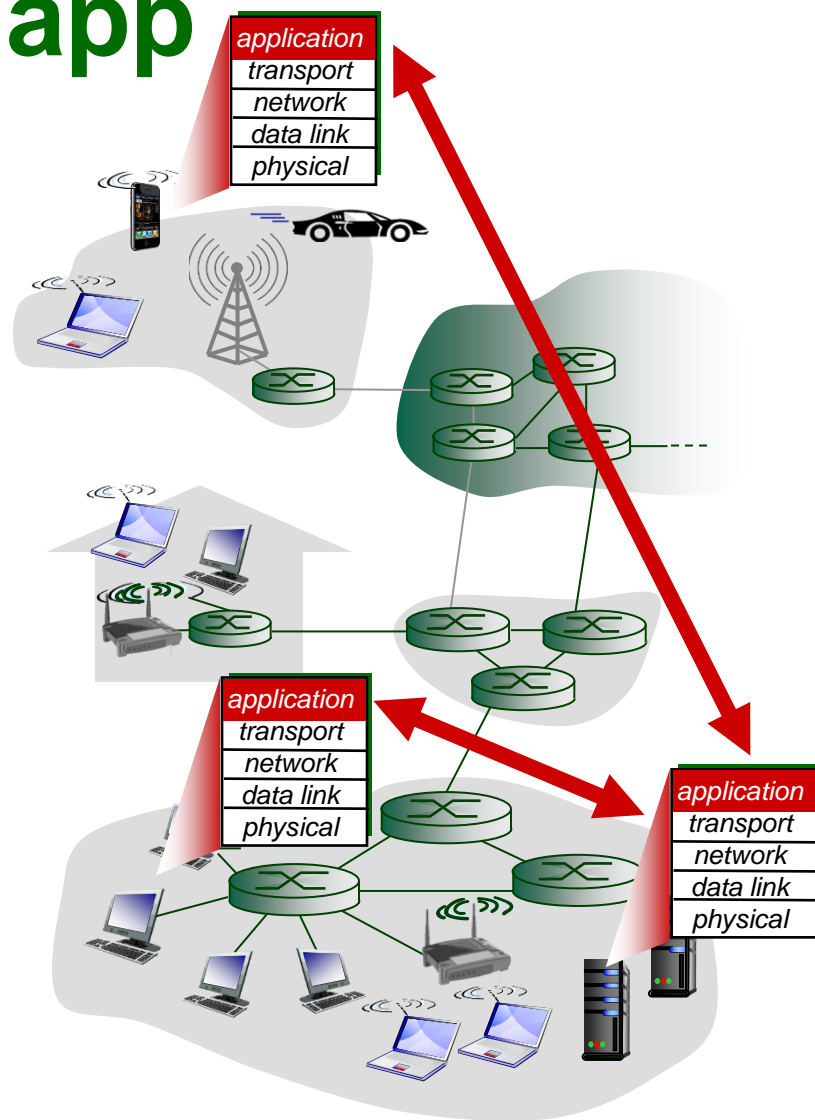 app
application
transport
network
data link
physical
application
transport
network
data link
physical
application
transport
network
data link
physical